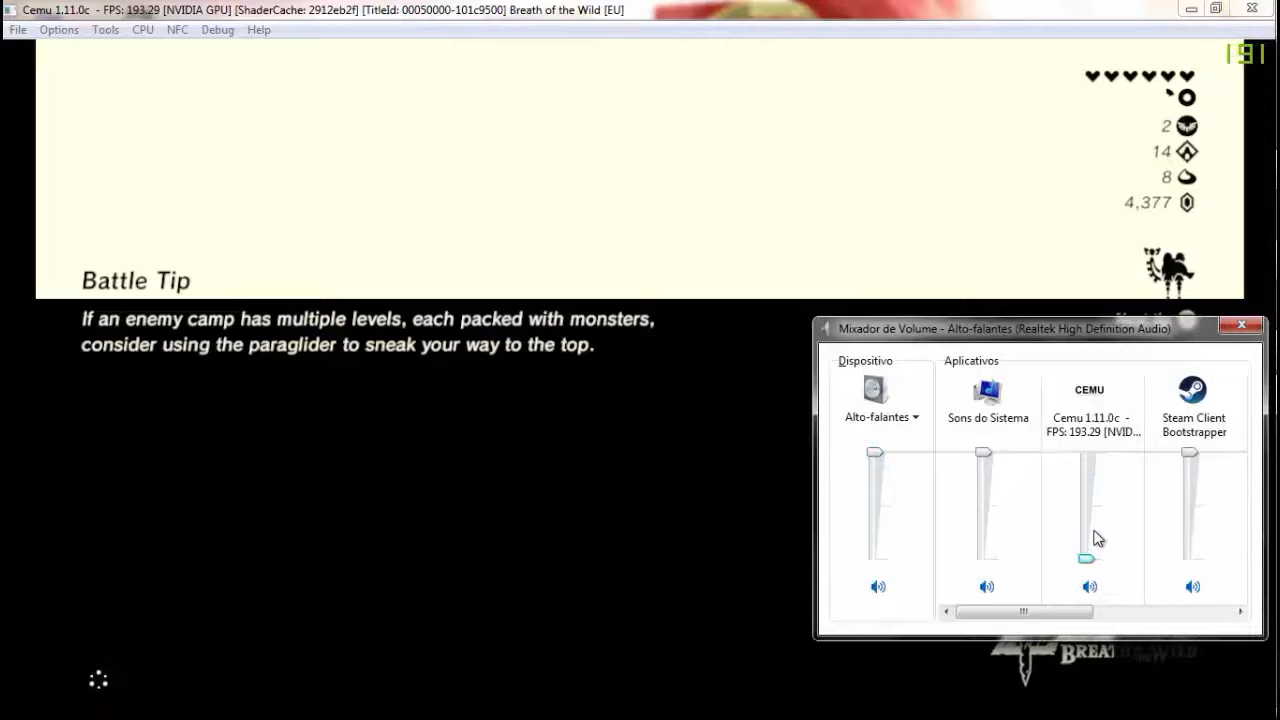 Cemu 1.11.0c - FPS: 193.29 [NVIDIA GPU] [ShaderCache: 2912eb2f] [TitleId: 00050000-101c9500] Breath of the Wild [EU]
File Options Tools CPU NFC Debug Help
191
2
14
8
4,377
Battle Tip
If an enemy camp has multiple levels, each packed with monsters,
consider using the paraglider to sneak your way to the top.
Mixador de Volume - Alto-falantes (Realtek High Definition Audio)
Dispositivo
Aplicativos
CEMU
Alto-falantes
Sons do Sistema
Cemu 1.11.0c -
FPS: 193.29 [NVID...
Steam Client
Bootstrapper
BREATH OF THE WILD